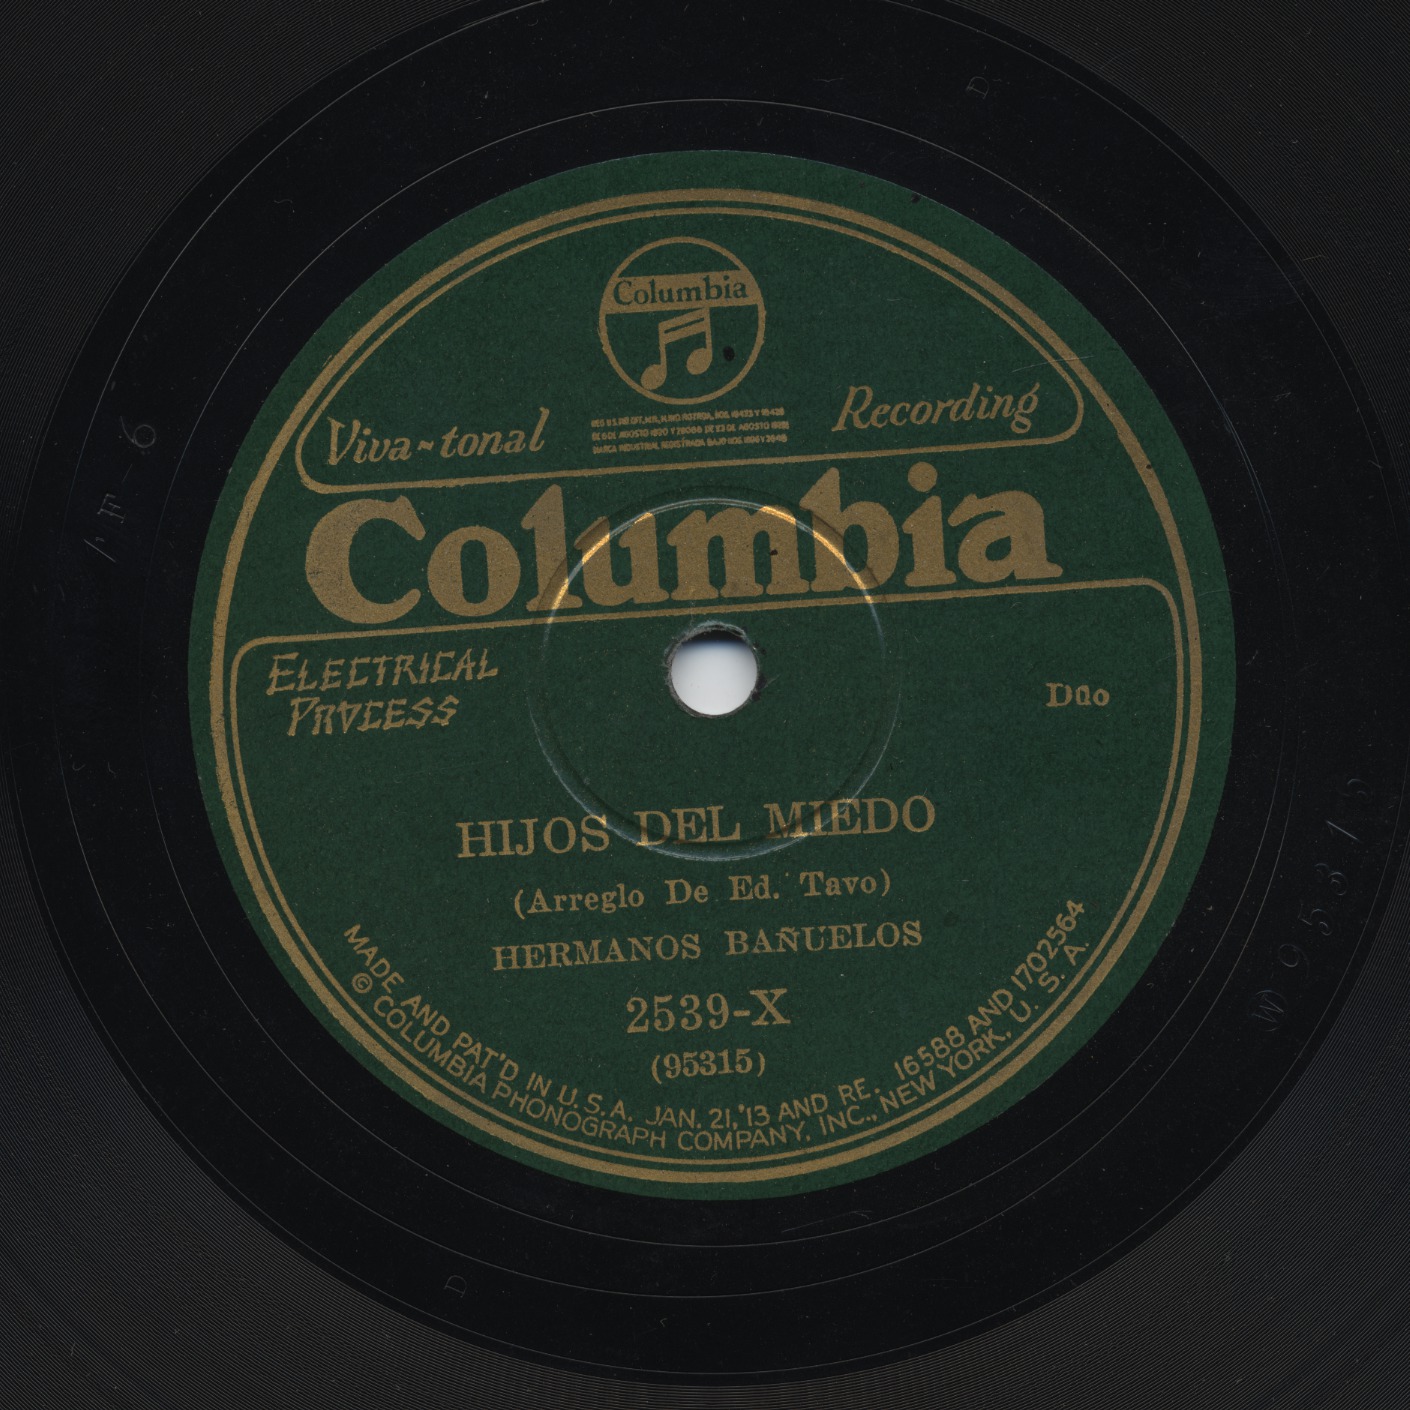 Columbia
Viva-tonal
Recording
Columbia
ELECTRICAL
PROCESS
Dúo
HIJOS DEL MIEDO
(Arreglo De Ed. Tavo)
HERMANOS BAÑUELOS
2539-X
(95315)
MADE AND PAT'D IN U.S.A. JAN. 21, '13 AND RE. 16588 AND 1702564
© COLUMBIA PHONOGRAPH COMPANY, INC., NEW YORK, U. S. A.
W 95315
D
D